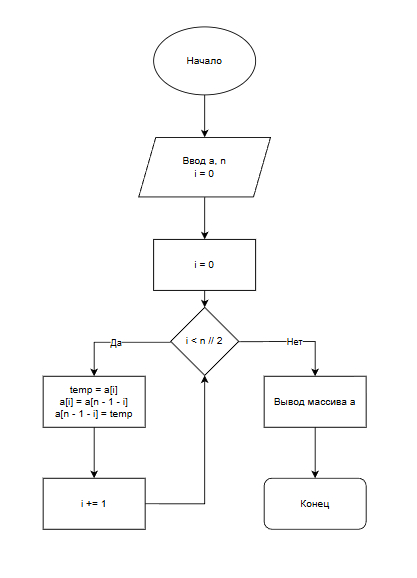 Начало
Ввод a, n
i = 0
i = 0
i < n // 2
Да
Нет
temp = a[i]
a[i] = a[n - 1 - i]
a[n - 1 - i] = temp
Вывод массива a
i += 1
Конец